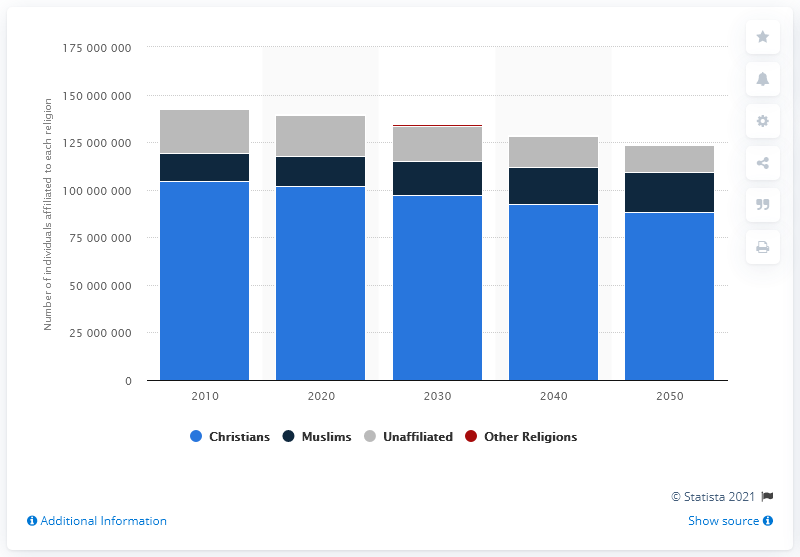 Number of individuals affiliated to each religion
175 000 000
150 000 000
125 000 000
100 000 000
75 000 000
50 000 000
25 000 000
0
2010 2020 2030 2040 2050
Christians Muslims Unaffiliated Other Religions
© Statista 2021
Additional Information Show source